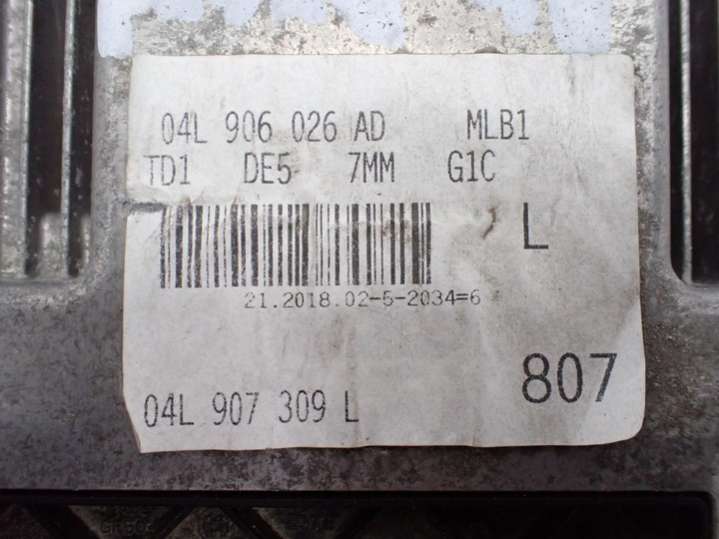 04L 906 026 AD MLB1
TD1 DE5 7MM G1C
L
21.2018.02-5-2034=6
807
04L 907 309 L